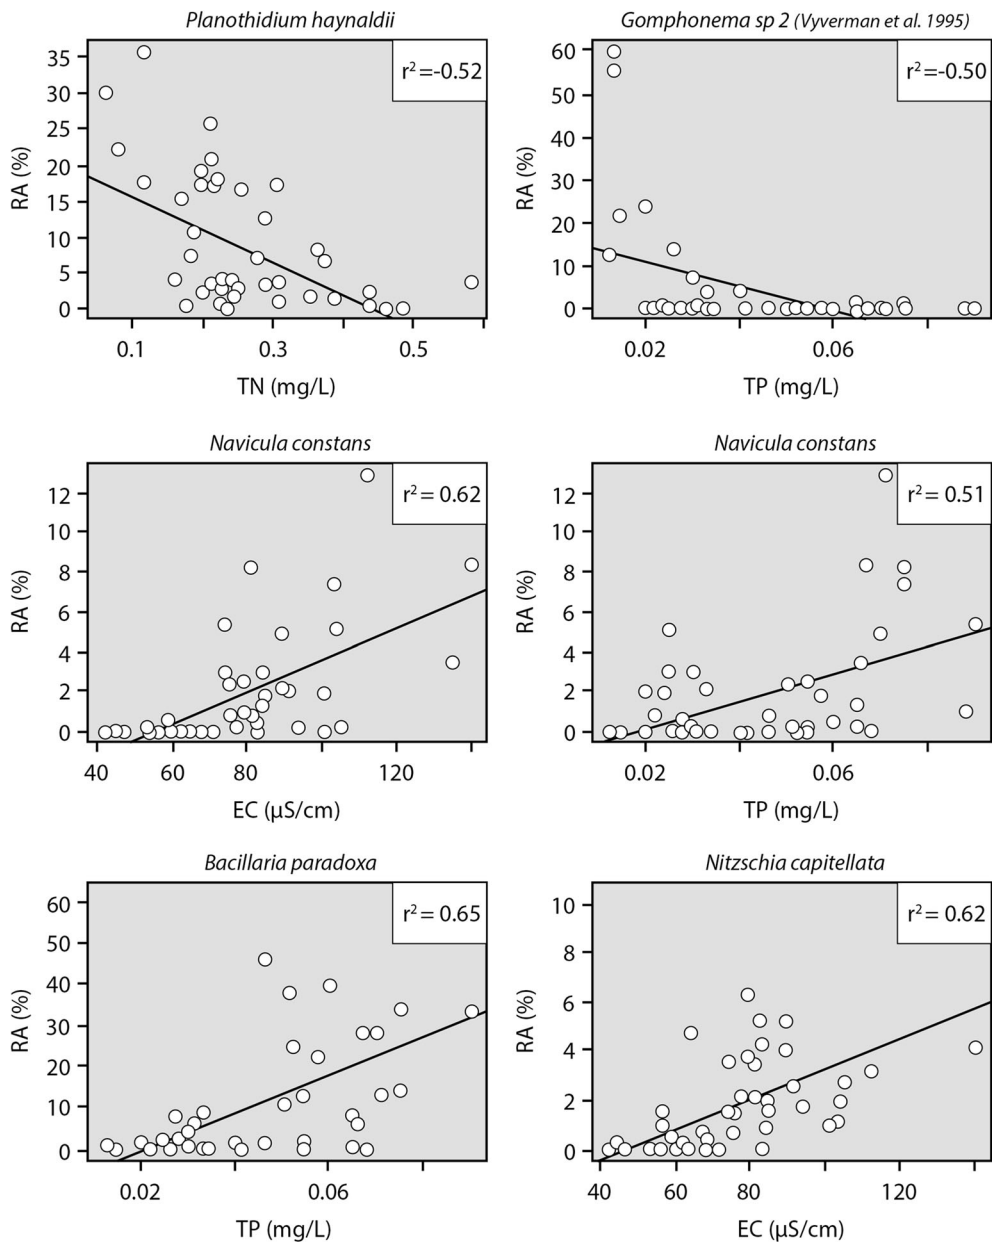 Planothidium haynaldii
r² =-0.52
RA (%)
35
30
25
20
15
10
5
0
0.1
0.3
0.5
TN (mg/L)
Gomphonema sp 2 (Vyverman et al. 1995)
r² =-0.50
RA (%)
60
50
40
30
20
10
0
0.02
0.06
TP (mg/L)
Navicula constans
r² = 0.62
RA (%)
12
10
8
6
4
2
0
40
60
80
120
EC (µS/cm)
Navicula constans
r² = 0.51
RA (%)
12
10
8
6
4
2
0
0.02
0.06
TP (mg/L)
Bacillaria paradoxa
r² = 0.65
RA (%)
60
50
40
30
20
10
0
0.02
0.06
TP (mg/L)
Nitzschia capitellata
r² = 0.62
RA (%)
10
8
6
4
2
0
40
60
80
120
EC (µS/cm)